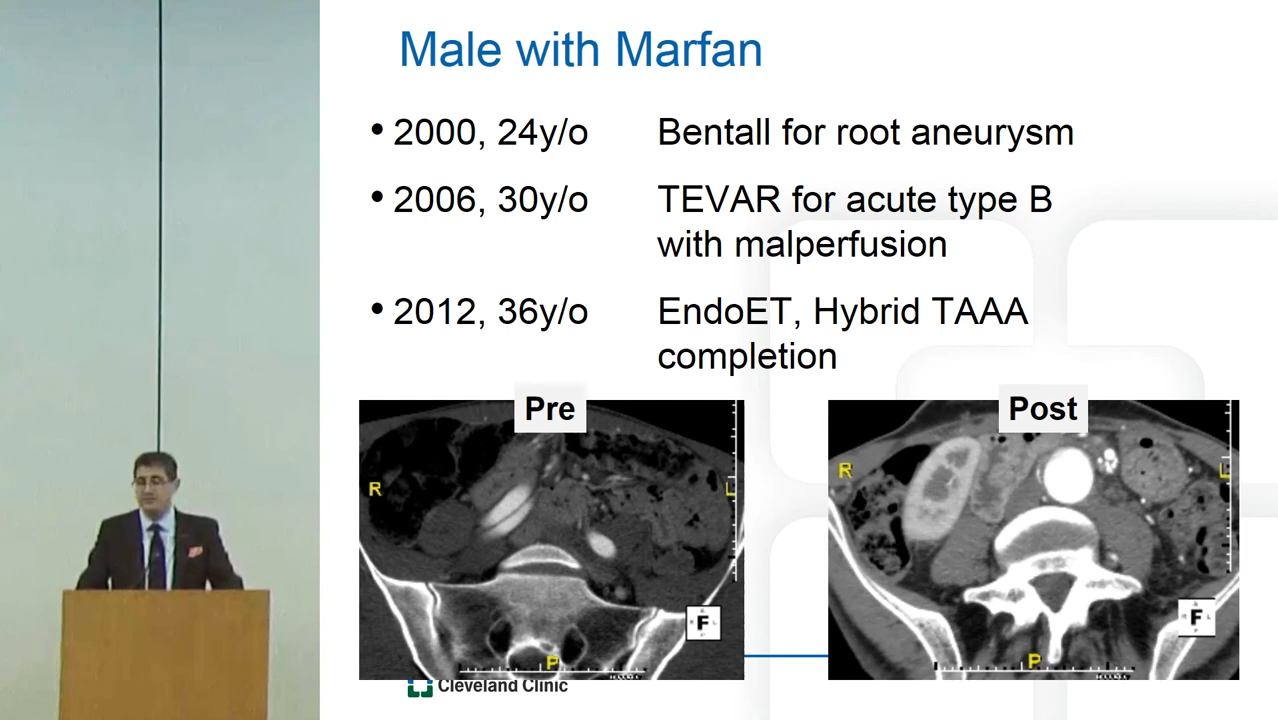 Male with Marfan
• 2000, 24y/o Bentall for root aneurysm
• 2006, 30y/o TEVAR for acute type B
with malperfusion
• 2012, 36y/o EndoET, Hybrid TAAA
completion
Pre
Post
R
L
R
L
F
F
P
P
Cleveland Clinic